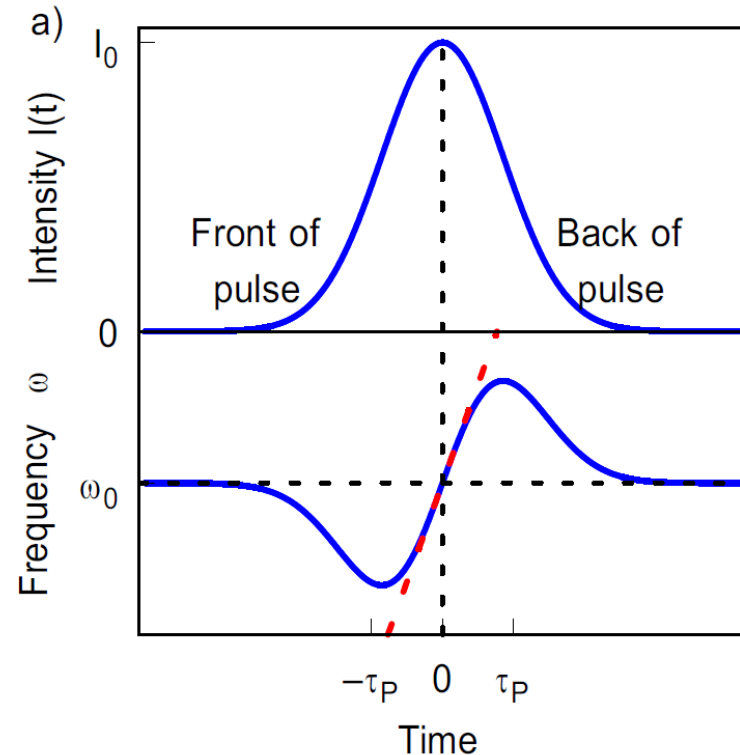 a)
I0
Intensity I(t)
Front of
pulse
Back of
pulse
0
Frequency ω
ω0
−τP 0 τP
Time